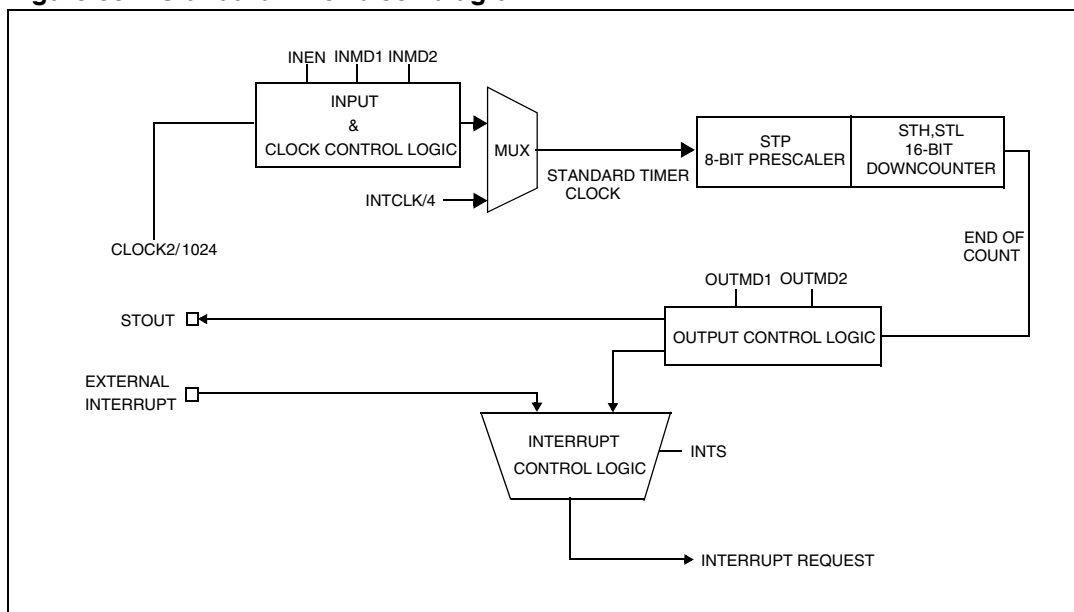 INEN INMD1 INMD2
INPUT
&
CLOCK CONTROL LOGIC
MUX
INTCLK/4
CLOCK2/1024
STANDARD TIMER
CLOCK
STP
8-BIT PRESCALER
STH,STL
16-BIT
DOWNCOUNTER
END OF
COUNT
OUTMD1 OUTMD2
OUTPUT CONTROL LOGIC
STOUT
EXTERNAL
INTERRUPT
INTERRUPT
CONTROL LOGIC
INTS
INTERRUPT REQUEST